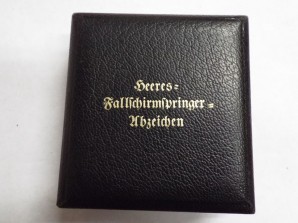 Heeres=
Fallschirmspringer=
Abzeichen